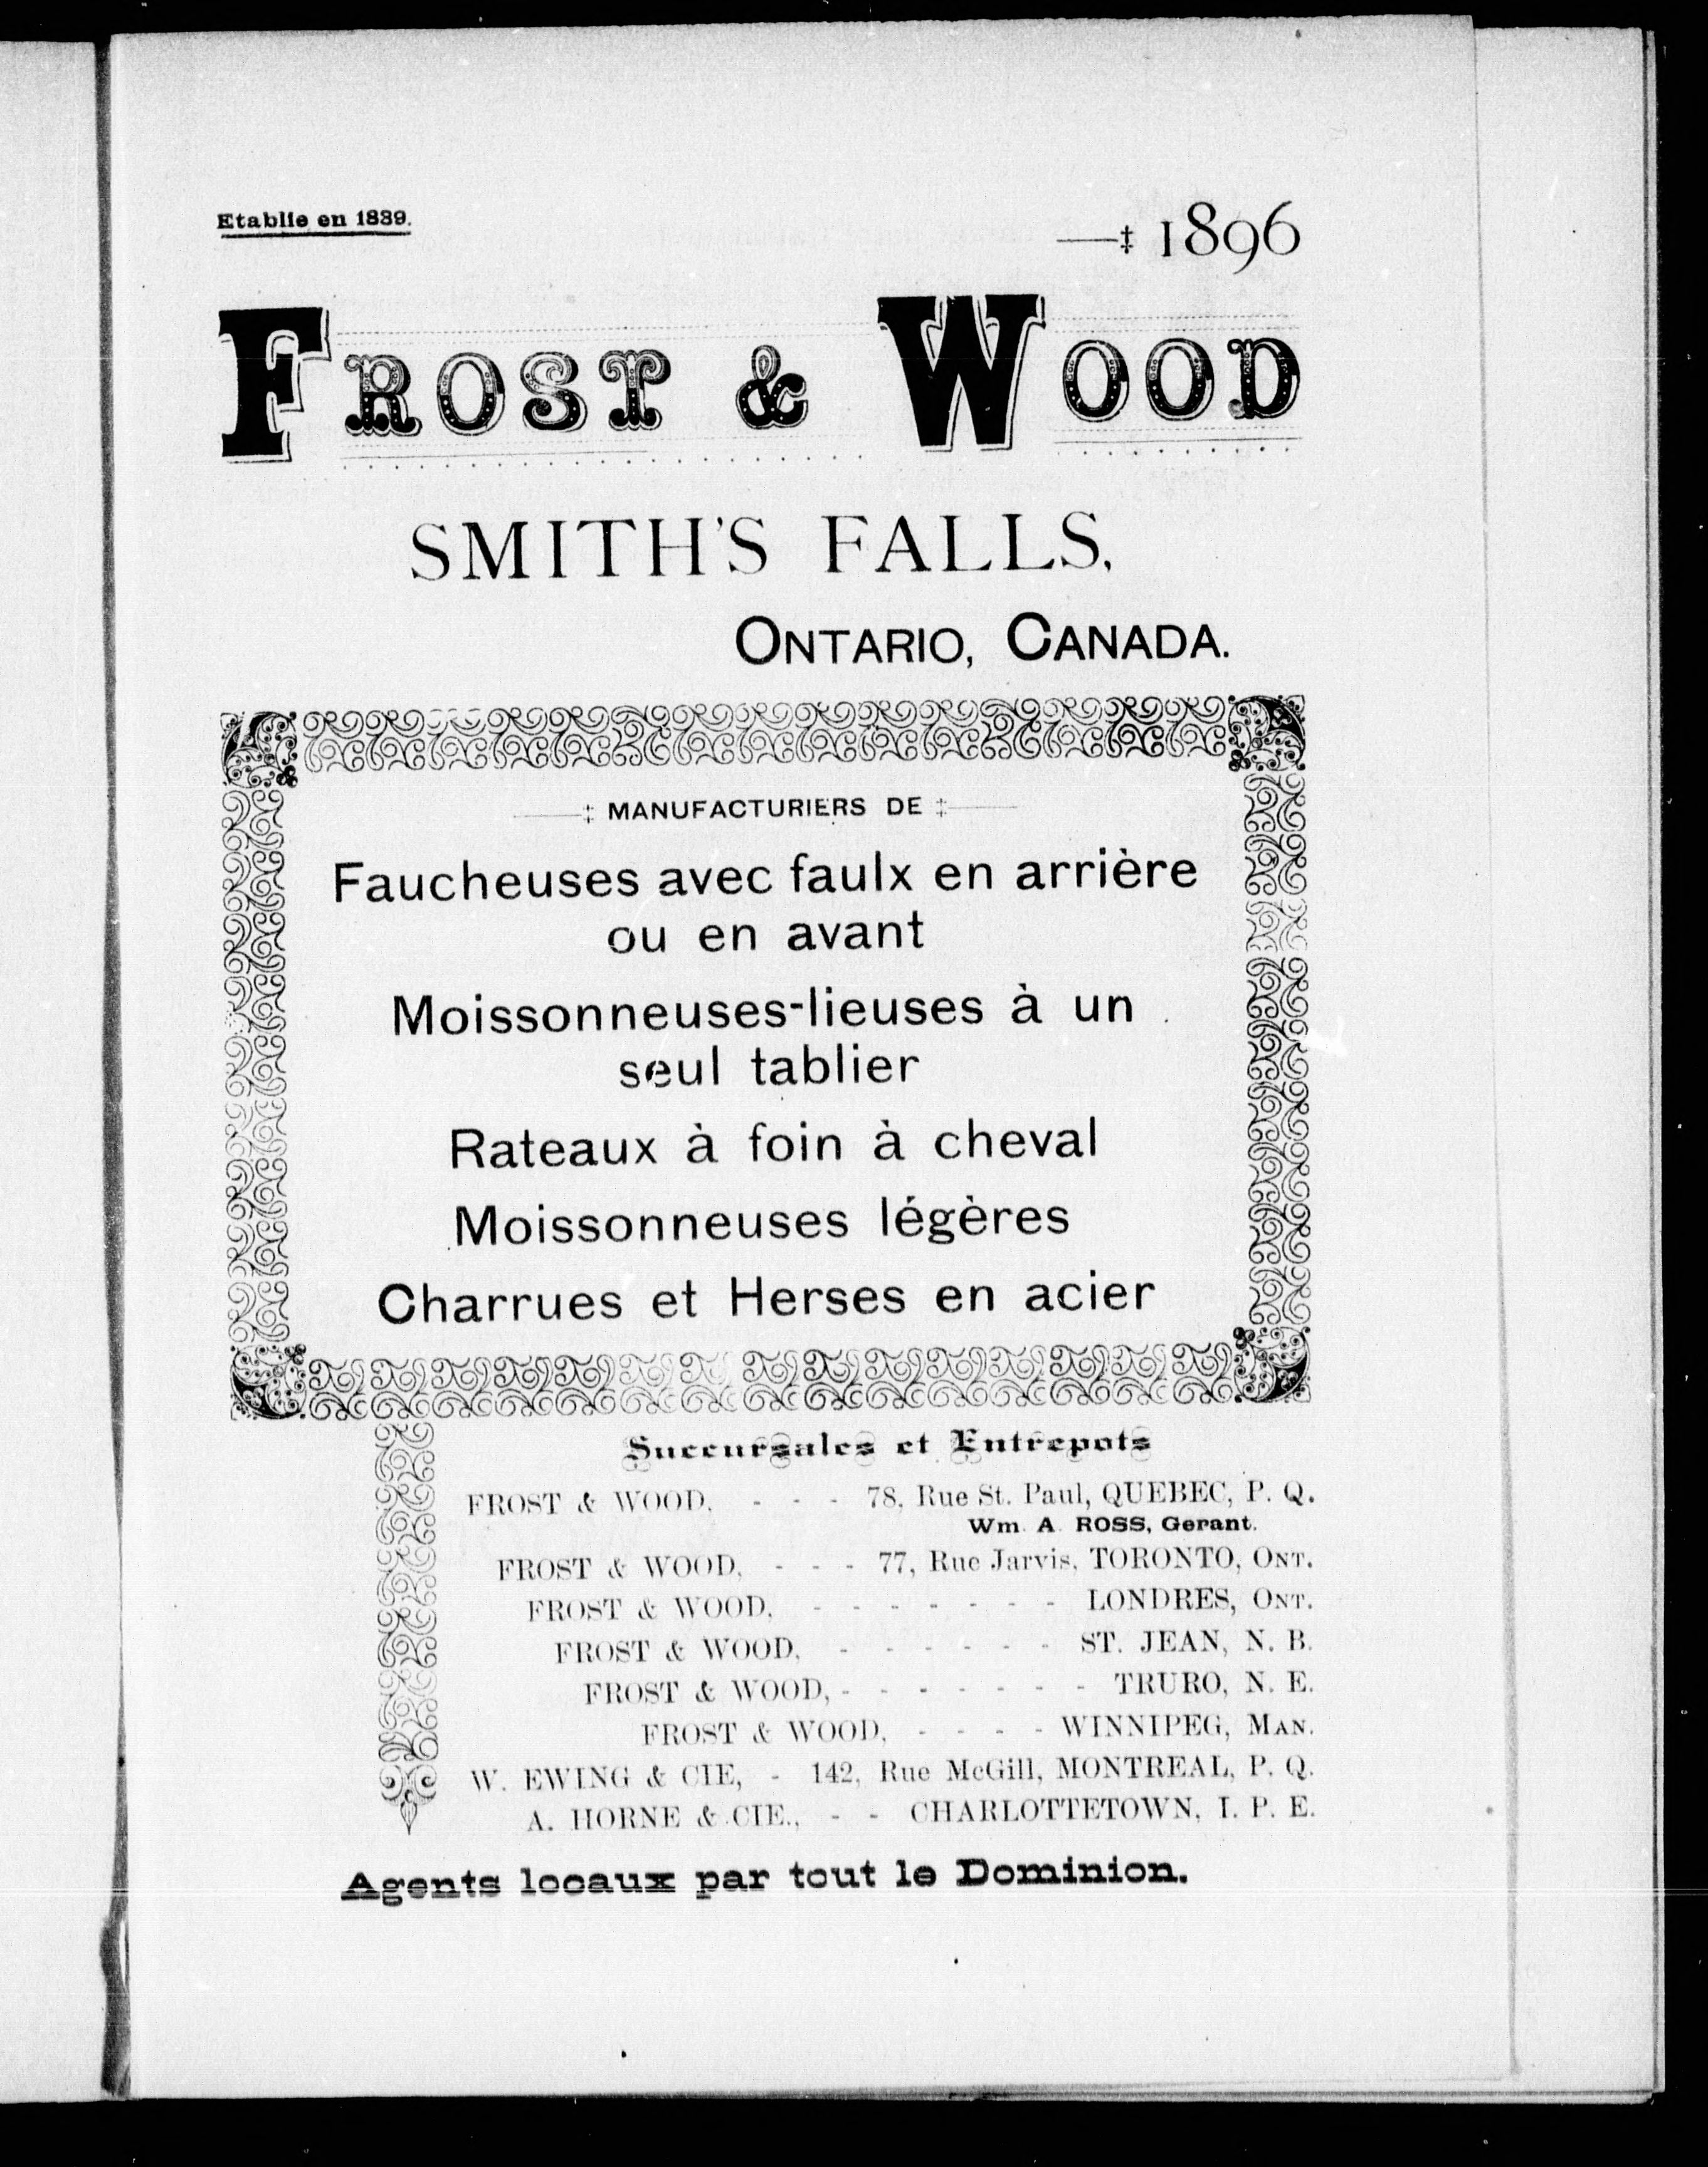 Etablie en 1839.
—‡ 1896
FROST & WOOD
SMITH'S FALLS,
ONTARIO, CANADA.
‡ MANUFACTURIERS DE ‡
Faucheuses avec faulx en arrière
ou en avant
Moissonneuses-lieuses à un
seul tablier
Rateaux à foin à cheval
Moissonneuses légères
Charrues et Herses en acier
Succursales et Entrepots
FROST & WOOD, - - - 78, Rue St. Paul, QUEBEC, P. Q.
Wm. A. ROSS, Gerant.
FROST & WOOD, - - - 77, Rue Jarvis, TORONTO, ONT.
FROST & WOOD, - - - - - - - LONDRES, ONT.
FROST & WOOD, - - - - - - ST. JEAN, N. B.
FROST & WOOD, - - - - - - - TRURO, N. E.
FROST & WOOD, - - - - WINNIPEG, MAN.
W. EWING & CIE, - 142, Rue McGill, MONTREAL, P. Q.
A. HORNE & CIE., - - CHARLOTTETOWN, I. P. E.
Agents locaux par tout le Dominion.